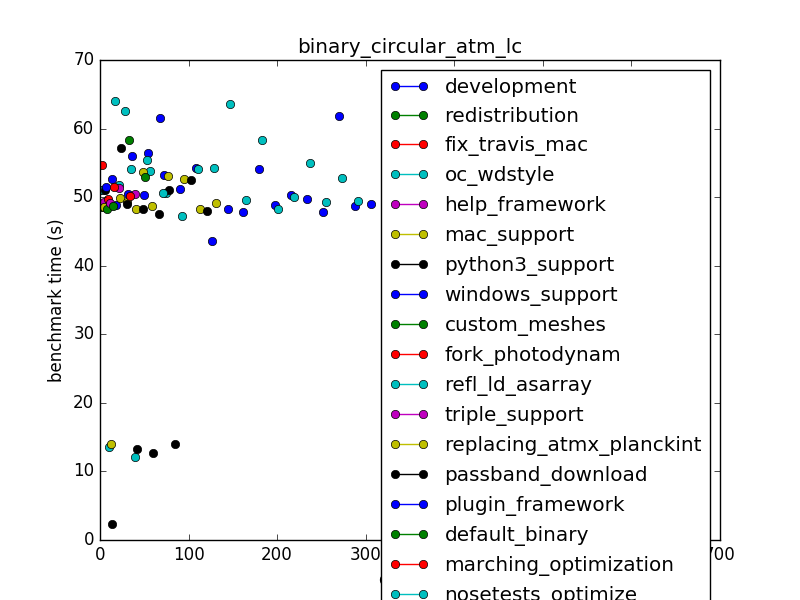 binary_circular_atm_lc
70
60
50
40
30
20
10
0
benchmark time (s)
0 100 200 300 700
development
redistribution
fix_travis_mac
oc_wdstyle
help_framework
mac_support
python3_support
windows_support
custom_meshes
fork_photodynam
refl_ld_asarray
triple_support
replacing_atmx_planckint
passband_download
plugin_framework
default_binary
marching_optimization
nosetests_optimize